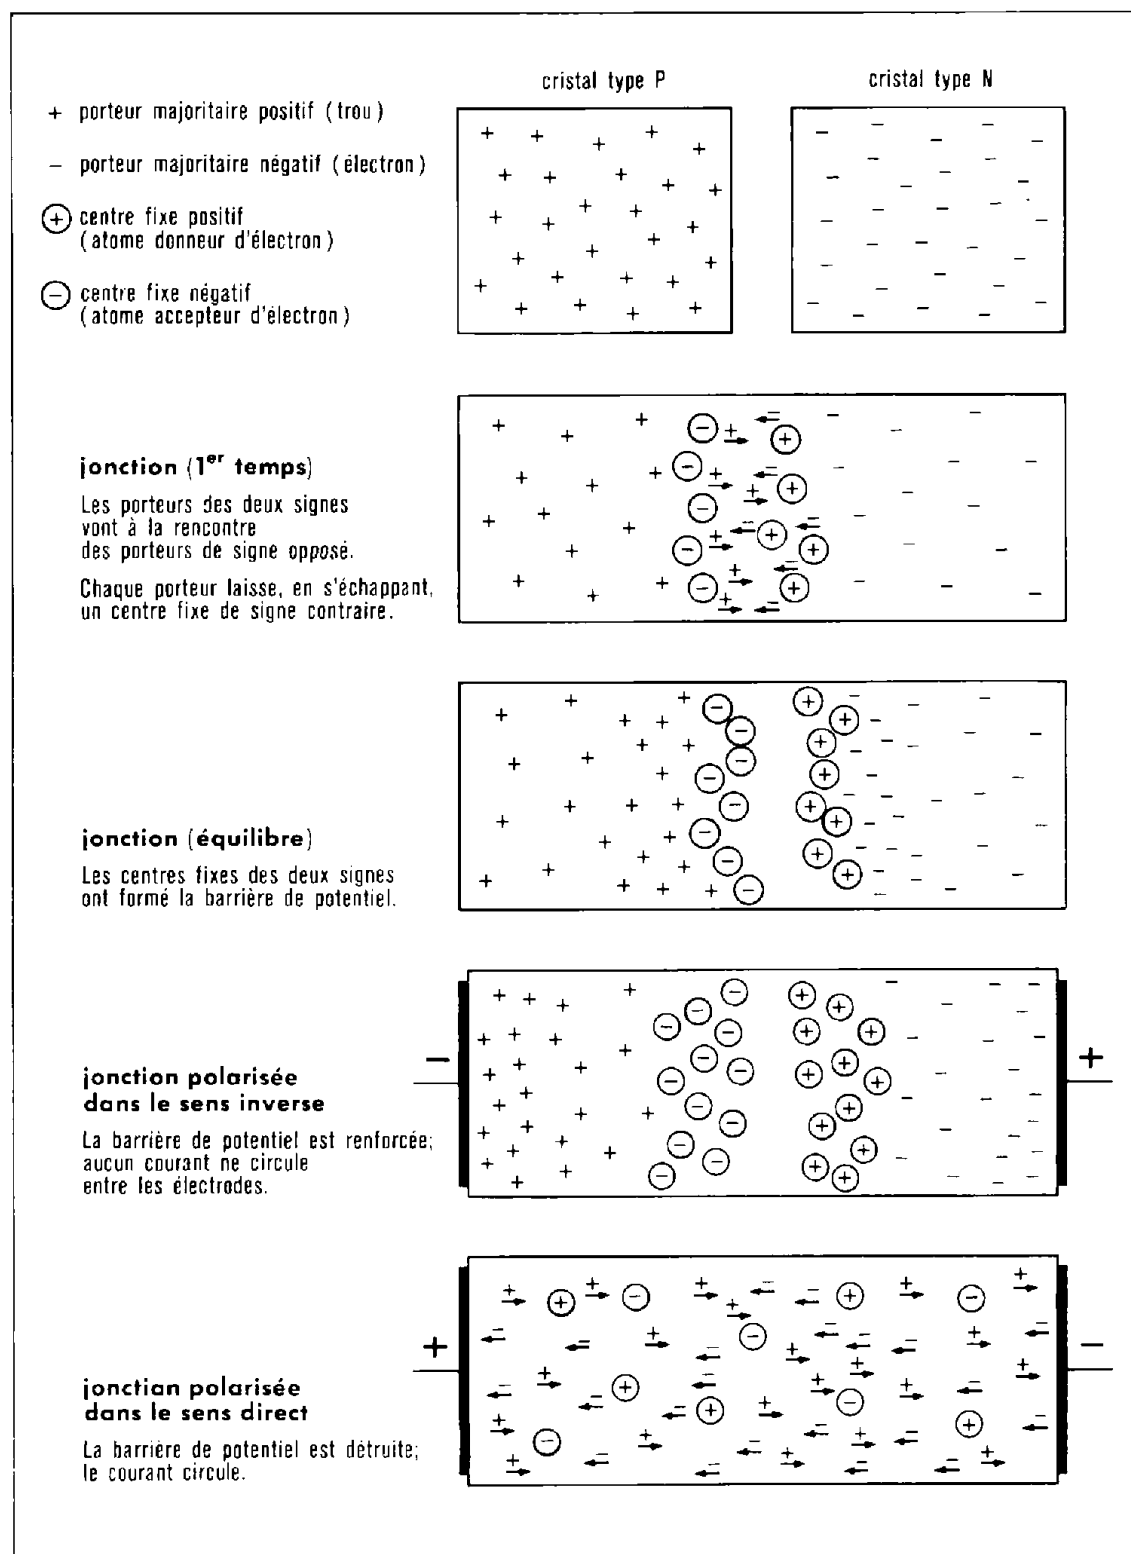 cristal type P
cristal type N
+ porteur majoritaire positif (trou)
− porteur majoritaire négatif (électron)
⊕ centre fixe positif
(atome donneur d'électron)
⊖ centre fixe négatif
(atome accepteur d'électron)
jonction (1er temps)
Les porteurs des deux signes
vont à la rencontre
des porteurs de signe opposé.
Chaque porteur laisse, en s'échappant,
un centre fixe de signe contraire.
jonction (équilibre)
Les centres fixes des deux signes
ont formé la barrière de potentiel.
− +
jonction polarisée
dans le sens inverse
La barrière de potentiel est renforcée;
aucun courant ne circule
entre les électrodes.
+ −
jonction polarisée
dans le sens direct
La barrière de potentiel est détruite;
le courant circule.